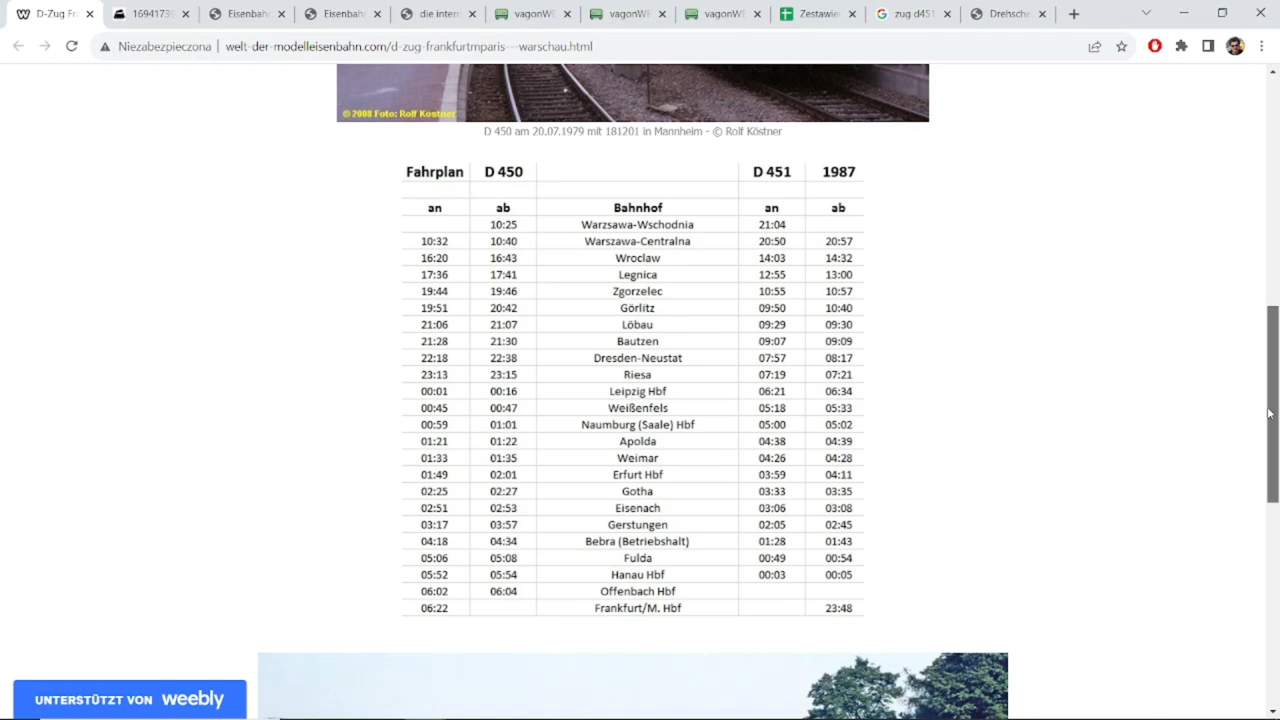 D-Zug Fr
16941739
Eisenbah
Eisenbah
die intern
vagonWE
vagonWE
vagonWE
Zestawie
zug d451
Drehsche
Niezabezpieczona
welt-der-modelleisenbahn.com/d-zug-frankfurtmparis---warschau.html
© 2008 Foto: Rolf Köstner
D 450 am 20.07.1979 mit 181201 in Mannheim - © Rolf Köstner
Fahrplan D 450 D 451 1987
an ab Bahnhof an ab
10:25 Warzsawa-Wschodnia 21:04
10:32 10:40 Warszawa-Centralna 20:50 20:57
16:20 16:43 Wroclaw 14:03 14:32
17:36 17:41 Legnica 12:55 13:00
19:44 19:46 Zgorzelec 10:55 10:57
19:51 20:42 Görlitz 09:50 10:40
21:06 21:07 Löbau 09:29 09:30
21:28 21:30 Bautzen 09:07 09:09
22:18 22:38 Dresden-Neustat 07:57 08:17
23:13 23:15 Riesa 07:19 07:21
00:01 00:16 Leipzig Hbf 06:21 06:34
00:45 00:47 Weißenfels 05:18 05:33
00:59 01:01 Naumburg (Saale) Hbf 05:00 05:02
01:21 01:22 Apolda 04:38 04:39
01:33 01:35 Weimar 04:26 04:28
01:49 02:01 Erfurt Hbf 03:59 04:11
02:25 02:27 Gotha 03:33 03:35
02:51 02:53 Eisenach 03:06 03:08
03:17 03:57 Gerstungen 02:05 02:45
04:18 04:34 Bebra (Betriebshalt) 01:28 01:43
05:06 05:08 Fulda 00:49 00:54
05:52 05:54 Hanau Hbf 00:03 00:05
06:02 06:04 Offenbach Hbf
06:22 Frankfurt/M. Hbf 23:48
UNTERSTÜTZT VON weebly